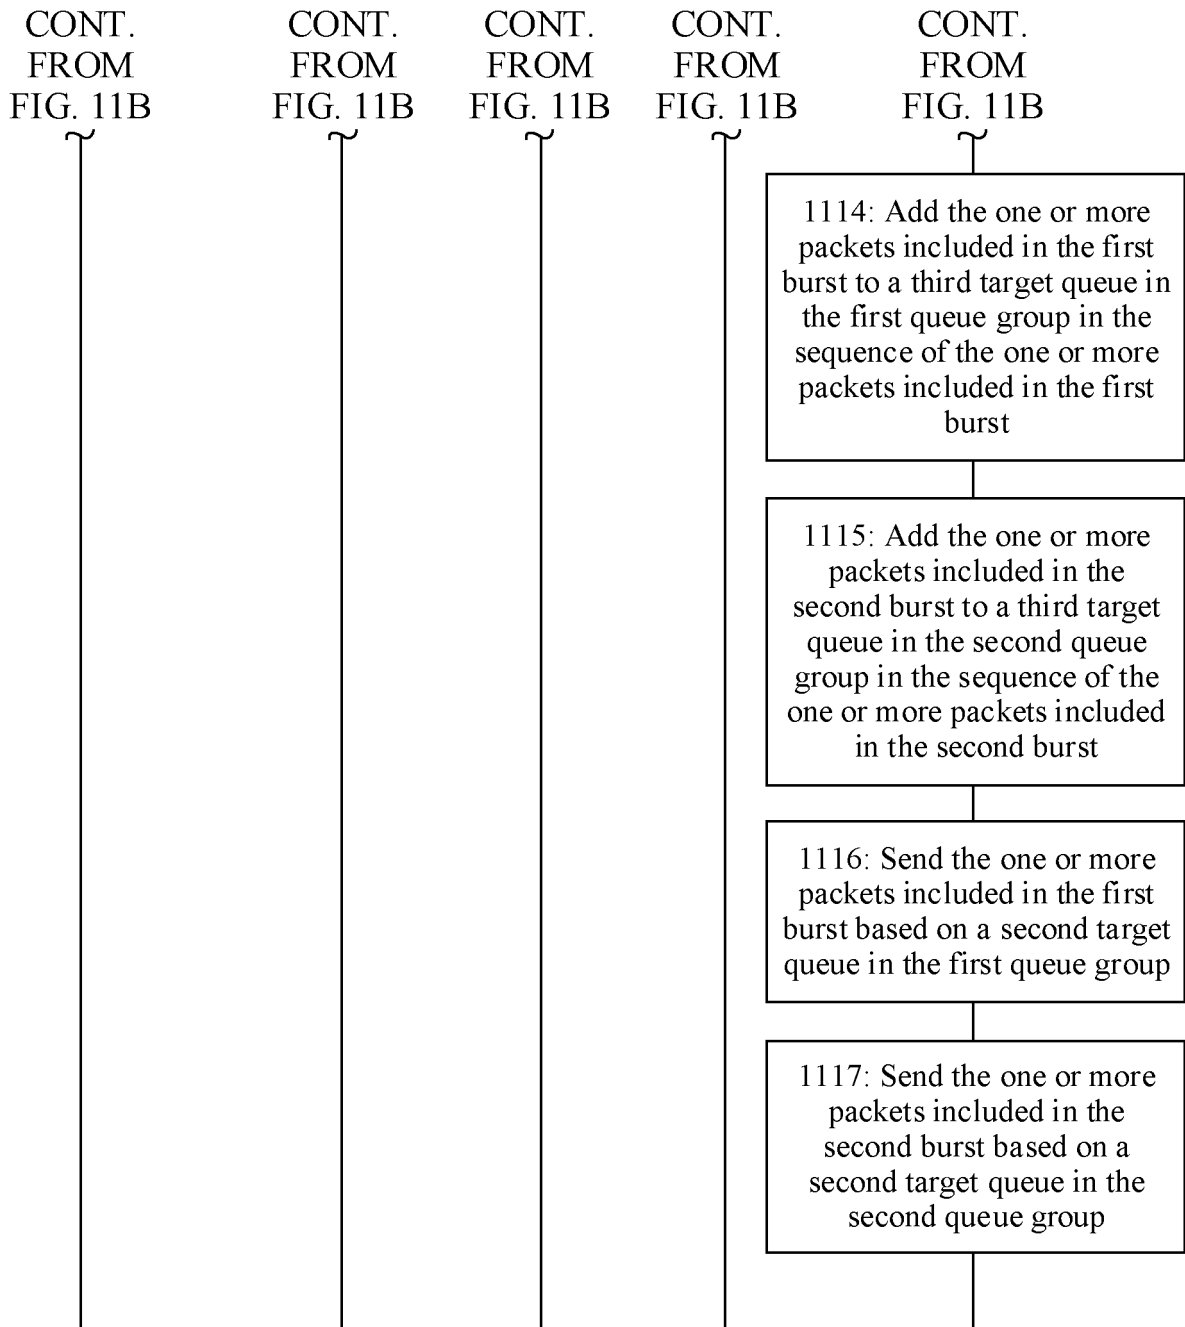 CONT. CONT. CONT. CONT. CONT.
FROM FROM FROM FROM FROM
FIG. 11B FIG. 11B FIG. 11B FIG. 11B FIG. 11B
1114: Add the one or more
packets included in the first
burst to a third target queue in
the first queue group in the
sequence of the one or more
packets included in the first
burst
1115: Add the one or more
packets included in the
second burst to a third target
queue in the second queue
group in the sequence of the
one or more packets included
in the second burst
1116: Send the one or more
packets included in the first
burst based on a second target
queue in the first queue group
1117: Send the one or more
packets included in the
second burst based on a
second target queue in the
second queue group